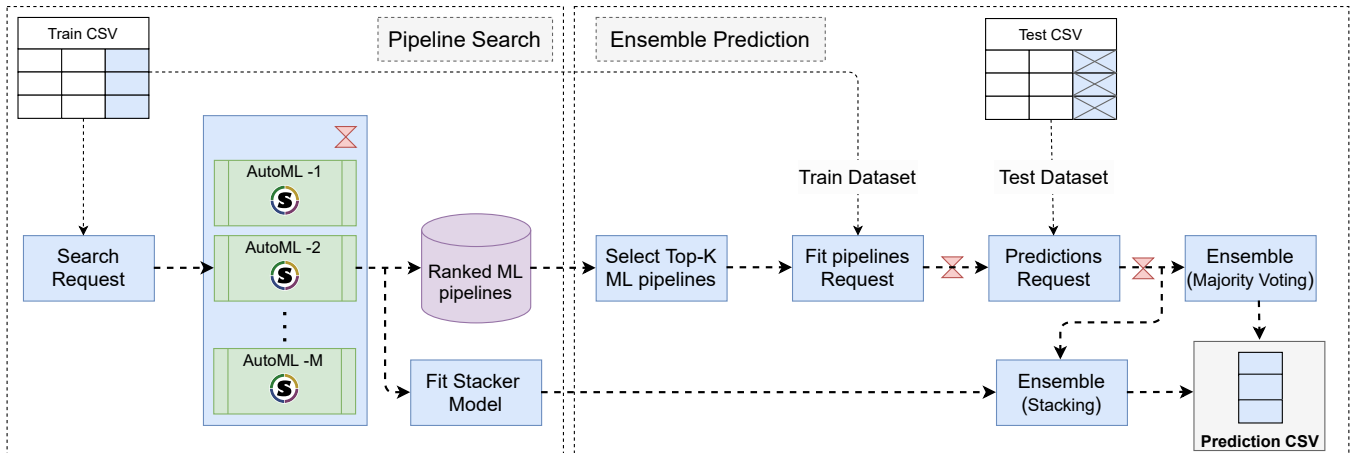 Train CSV
Pipeline Search
Ensemble Prediction
Test CSV
AutoML -1
S
Train Dataset
Test Dataset
Search
Request
AutoML -2
S
Ranked ML
pipelines
Select Top-K
ML pipelines
Fit pipelines
Request
Predictions
Request
Ensemble
(Majority Voting)
AutoML -M
S
Fit Stacker
Model
Ensemble
(Stacking)
Prediction CSV